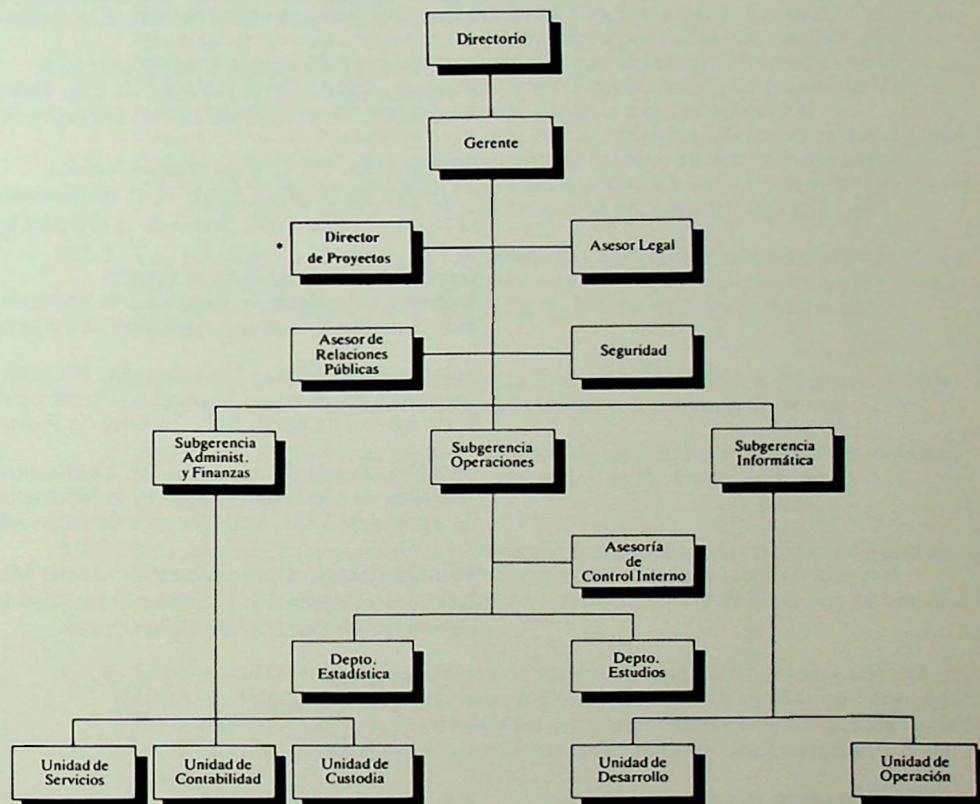 Directorio
Gerente
*
Director
de Proyectos
Asesor Legal
Asesor de
Relaciones
Públicas
Seguridad
Subgerencia
Administ.
y Finanzas
Subgerencia
Operaciones
Subgerencia
Informática
Asesoría
de
Control Interno
Depto.
Estadística
Depto.
Estudios
Unidad de
Servicios
Unidad de
Contabilidad
Unidad de
Custodia
Unidad de
Desarrollo
Unidad de
Operación